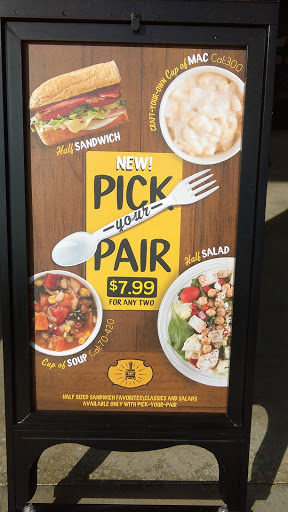 CRAFT-YOUR-OWN Cup of MAC Cal:300
Half SANDWICH
NEW!
PICK
your
PAIR
$7.99
FOR ANY TWO
Half SALAD
Cup of SOUP Cal:70-420
HALF SIZED SANDWICH FAVORITES/CLASSICS AND SALADS
AVAILABLE ONLY WITH PICK-YOUR-PAIR